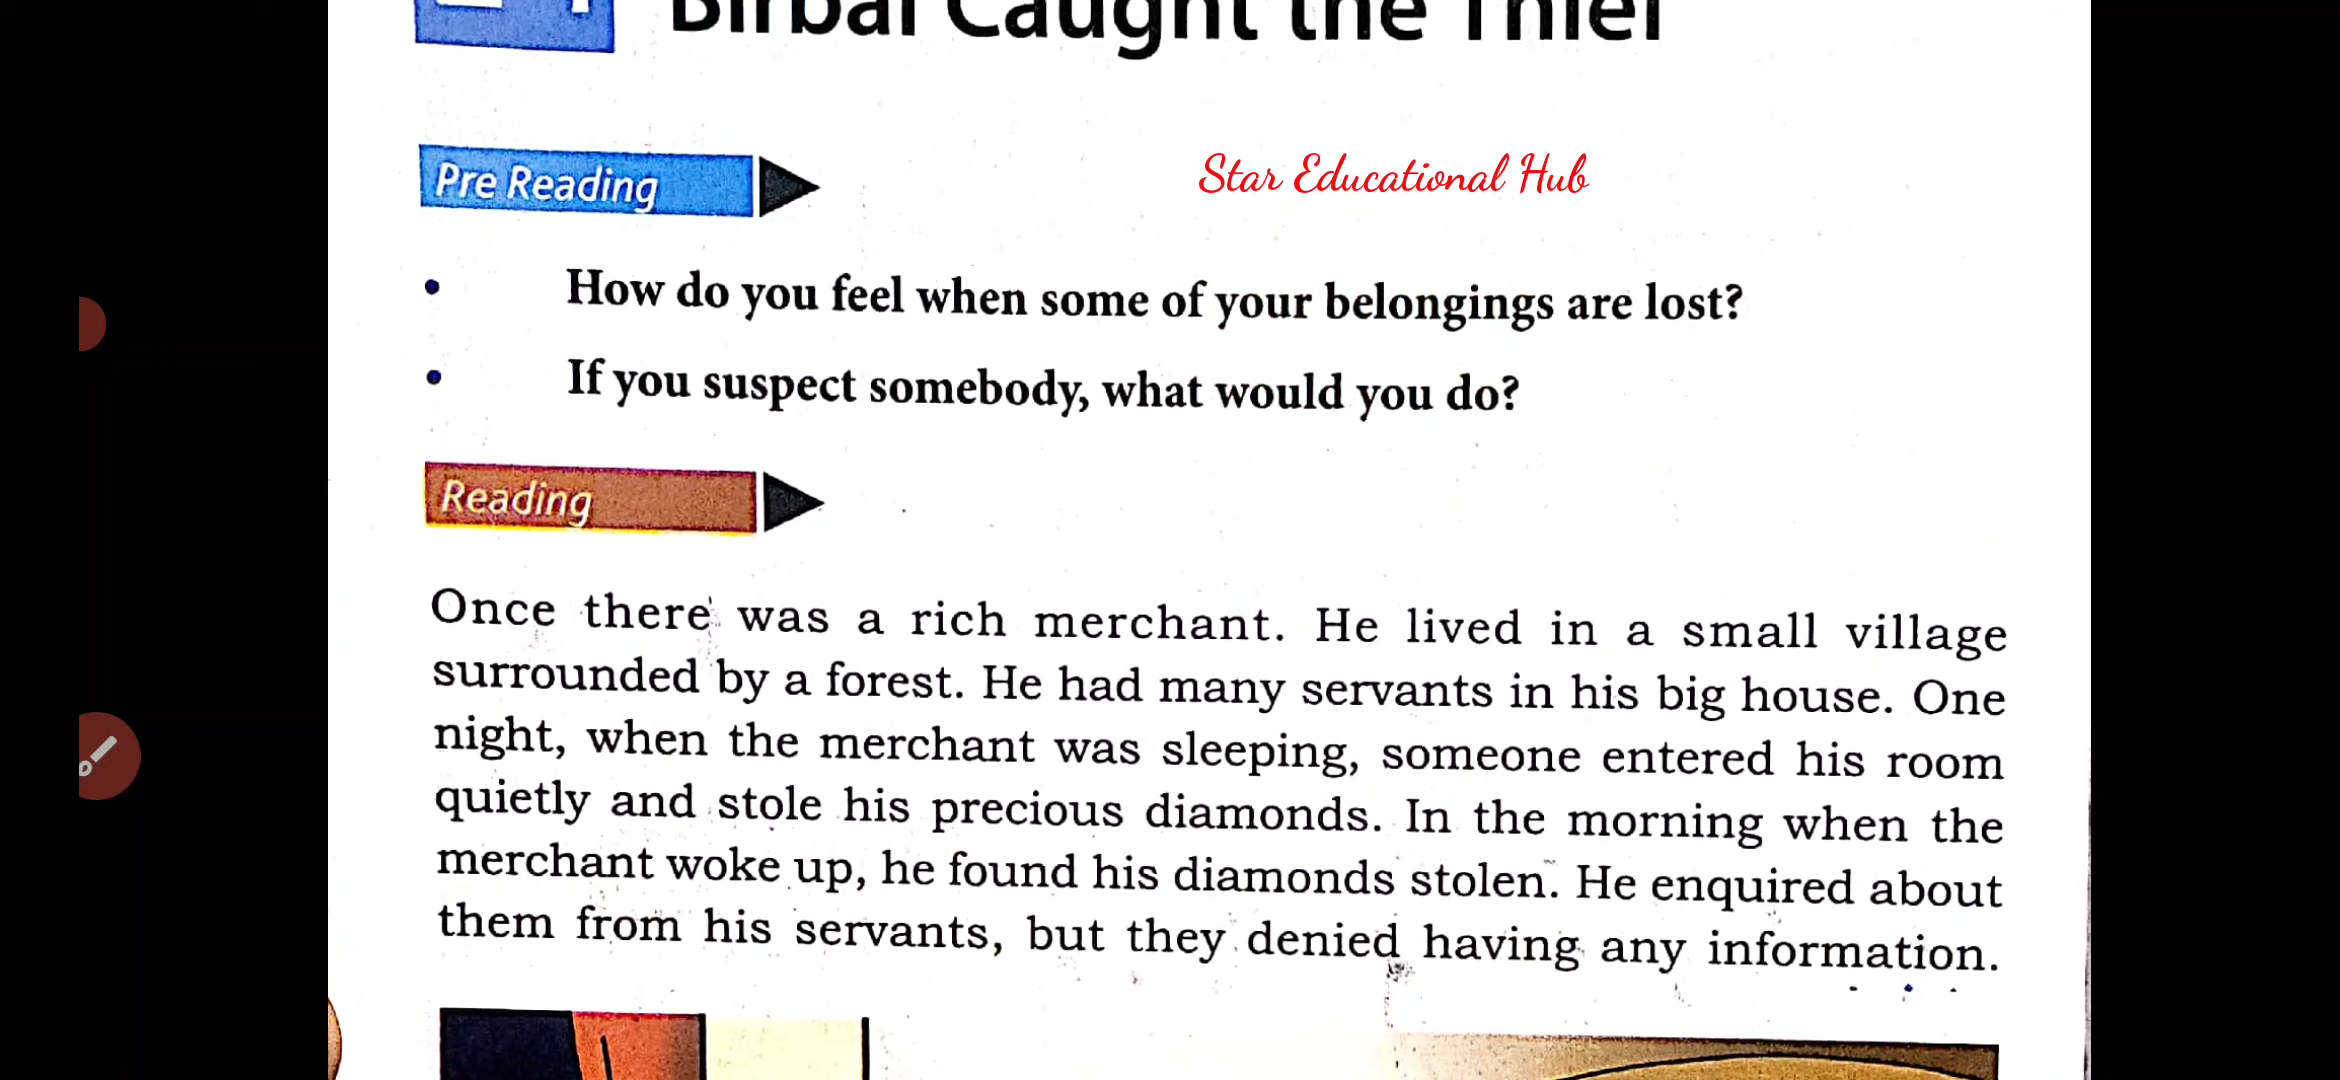 Birbal Caught the Thief
Pre Reading
Star Educational Hub
• How do you feel when some of your belongings are lost?
• If you suspect somebody, what would you do?
Reading
Once there was a rich merchant. He lived in a small village
surrounded by a forest. He had many servants in his big house. One
night, when the merchant was sleeping, someone entered his room
quietly and stole his precious diamonds. In the morning when the
merchant woke up, he found his diamonds stolen. He enquired about
them from his servants, but they denied having any information.